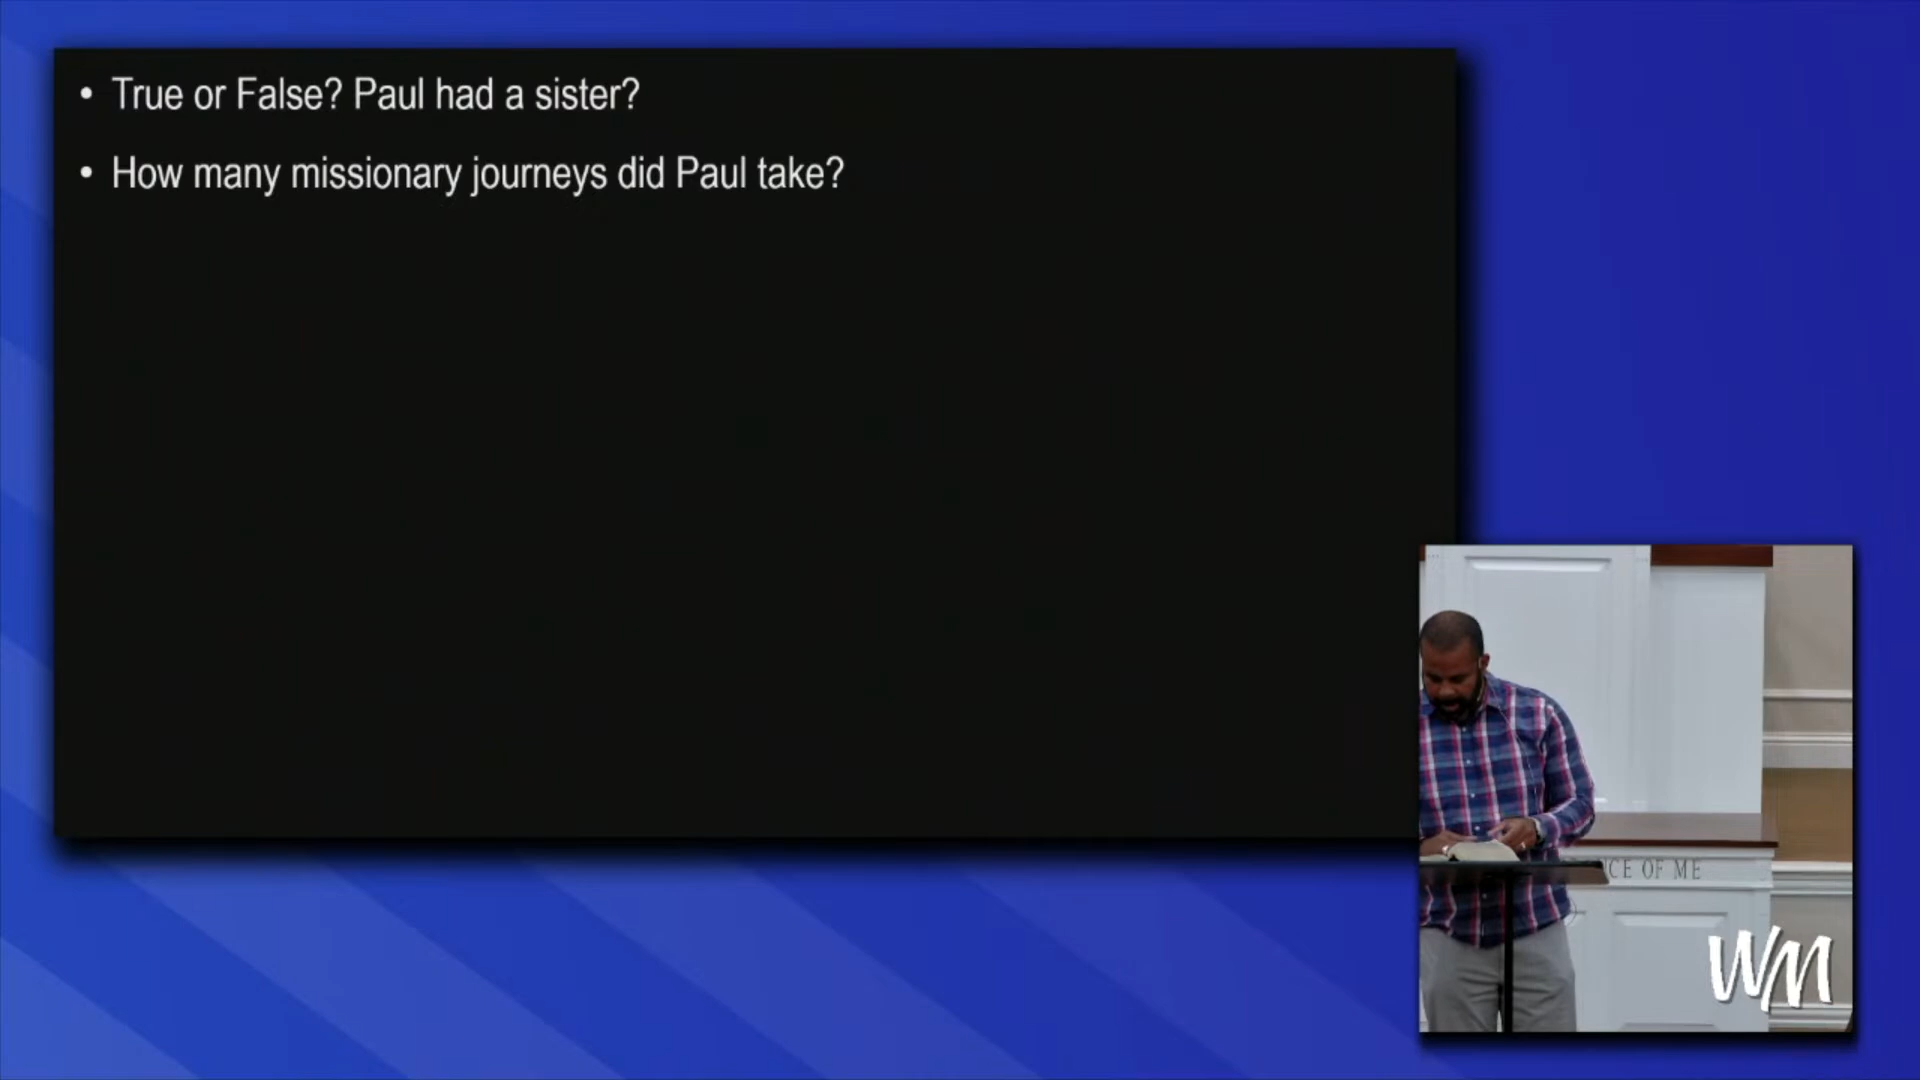 • True or False? Paul had a sister?
• How many missionary journeys did Paul take?
CE OF ME
WM